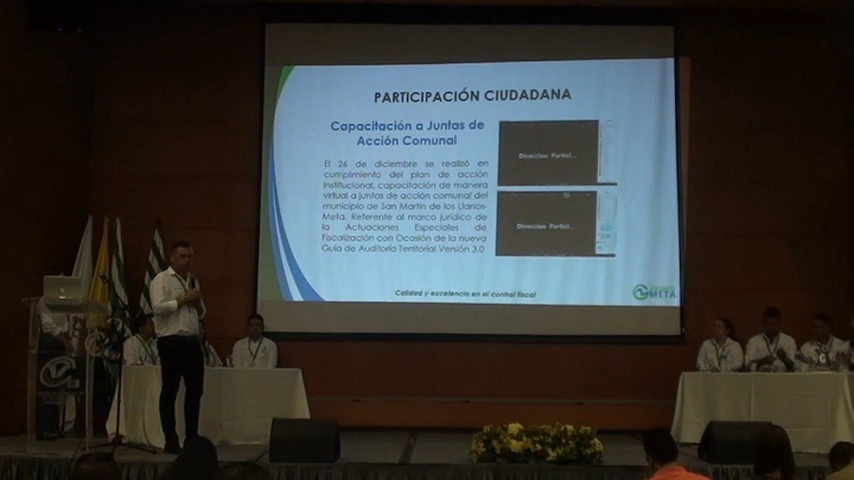 PARTICIPACIÓN CIUDADANA
Capacitación a Juntas de
Acción Comunal
El 26 de diciembre se realizó en
cumplimiento del plan de acción
institucional, capacitación de manera
virtual a juntas de acción comunal del
municipio de San Martin de los Llanos-
Meta. Referente al marco jurídico de
la Actuaciones Especiales de
Fiscalización con Ocasión de la nueva
Guía de Auditoría Territorial Versión 3.0
Direccion Partici...
Direccion Partici...
Calidad y excelencia en el control fiscal
META